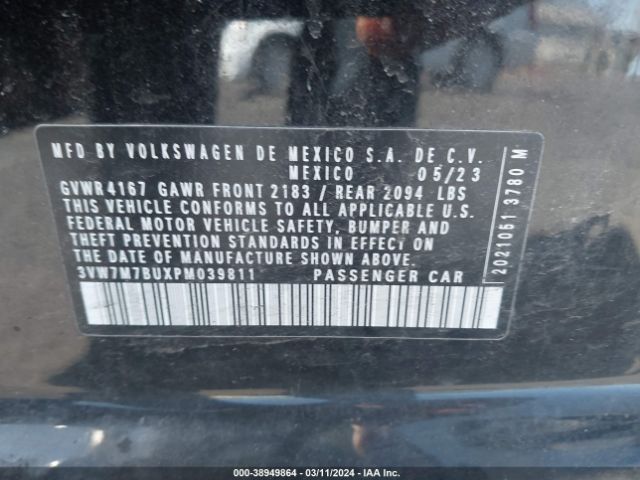 MFD BY VOLKSWAGEN DE MEXICO S.A. DE C.V.
MEXICO 05/23
GVWR 4167 GAWR FRONT 2183 / REAR 2094 LBS
THIS VEHICLE CONFORMS TO ALL APPLICABLE U.S.
FEDERAL MOTOR VEHICLE SAFETY, BUMPER AND
THEFT PREVENTION STANDARDS IN EFFECT ON
THE DATE OF MANUFACTURE SHOWN ABOVE
3VW7M7BUXPM039811 PASSENGER CAR
2021051 3780 M
000-38949864 - 03/11/2024 - IAA Inc.